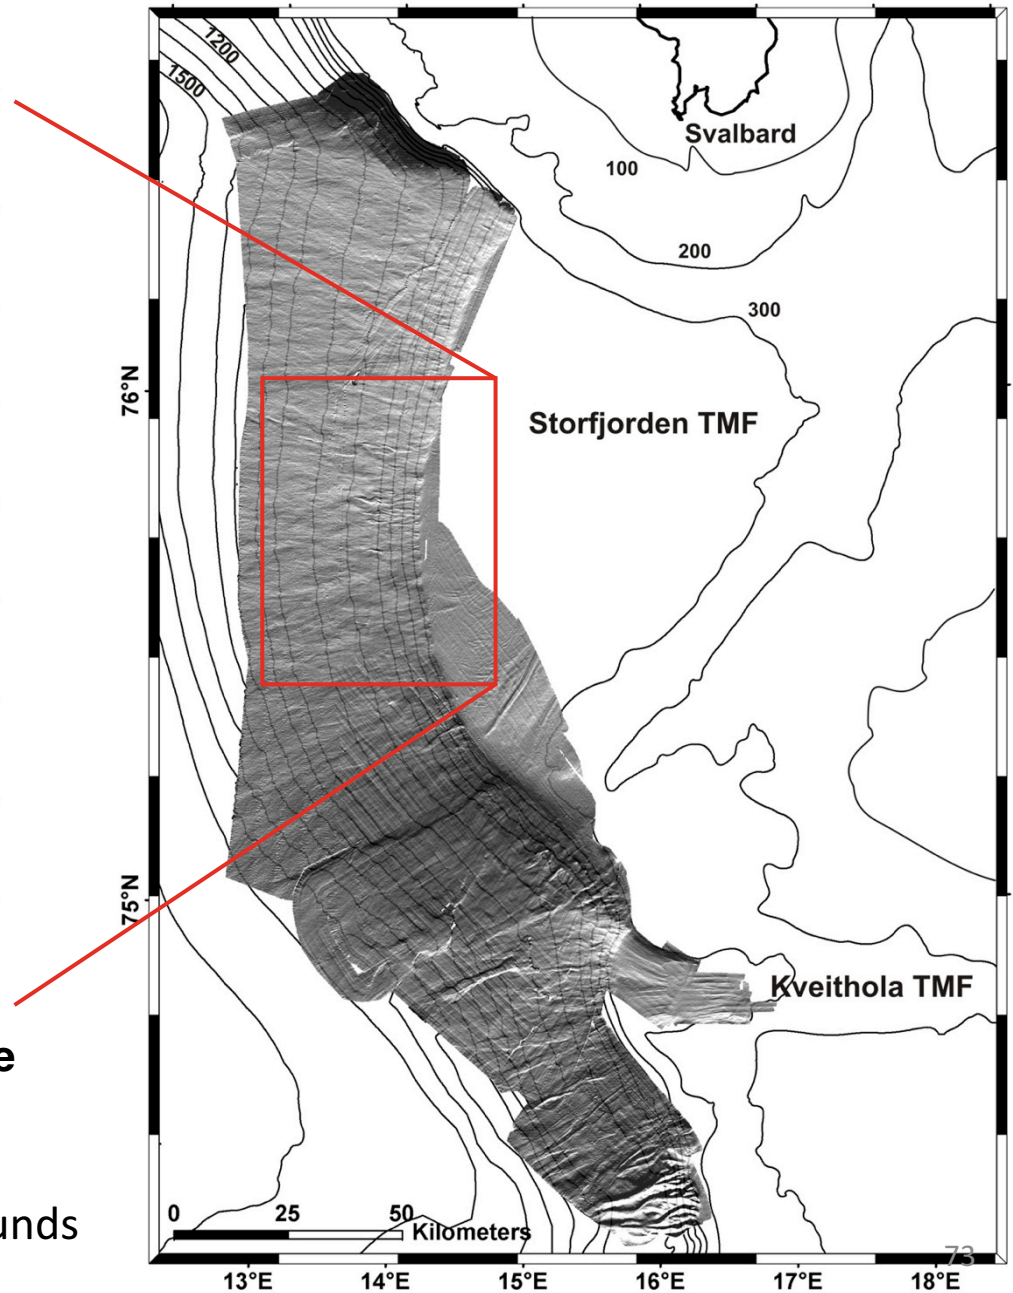 1200
1500
Svalbard
100
200
300
76°N
Storfjorden TMF
75°N
Kveithola TMF
e
unds
0 25 50
Kilometers
73
13°E 14°E 15°E 16°E 17°E 18°E